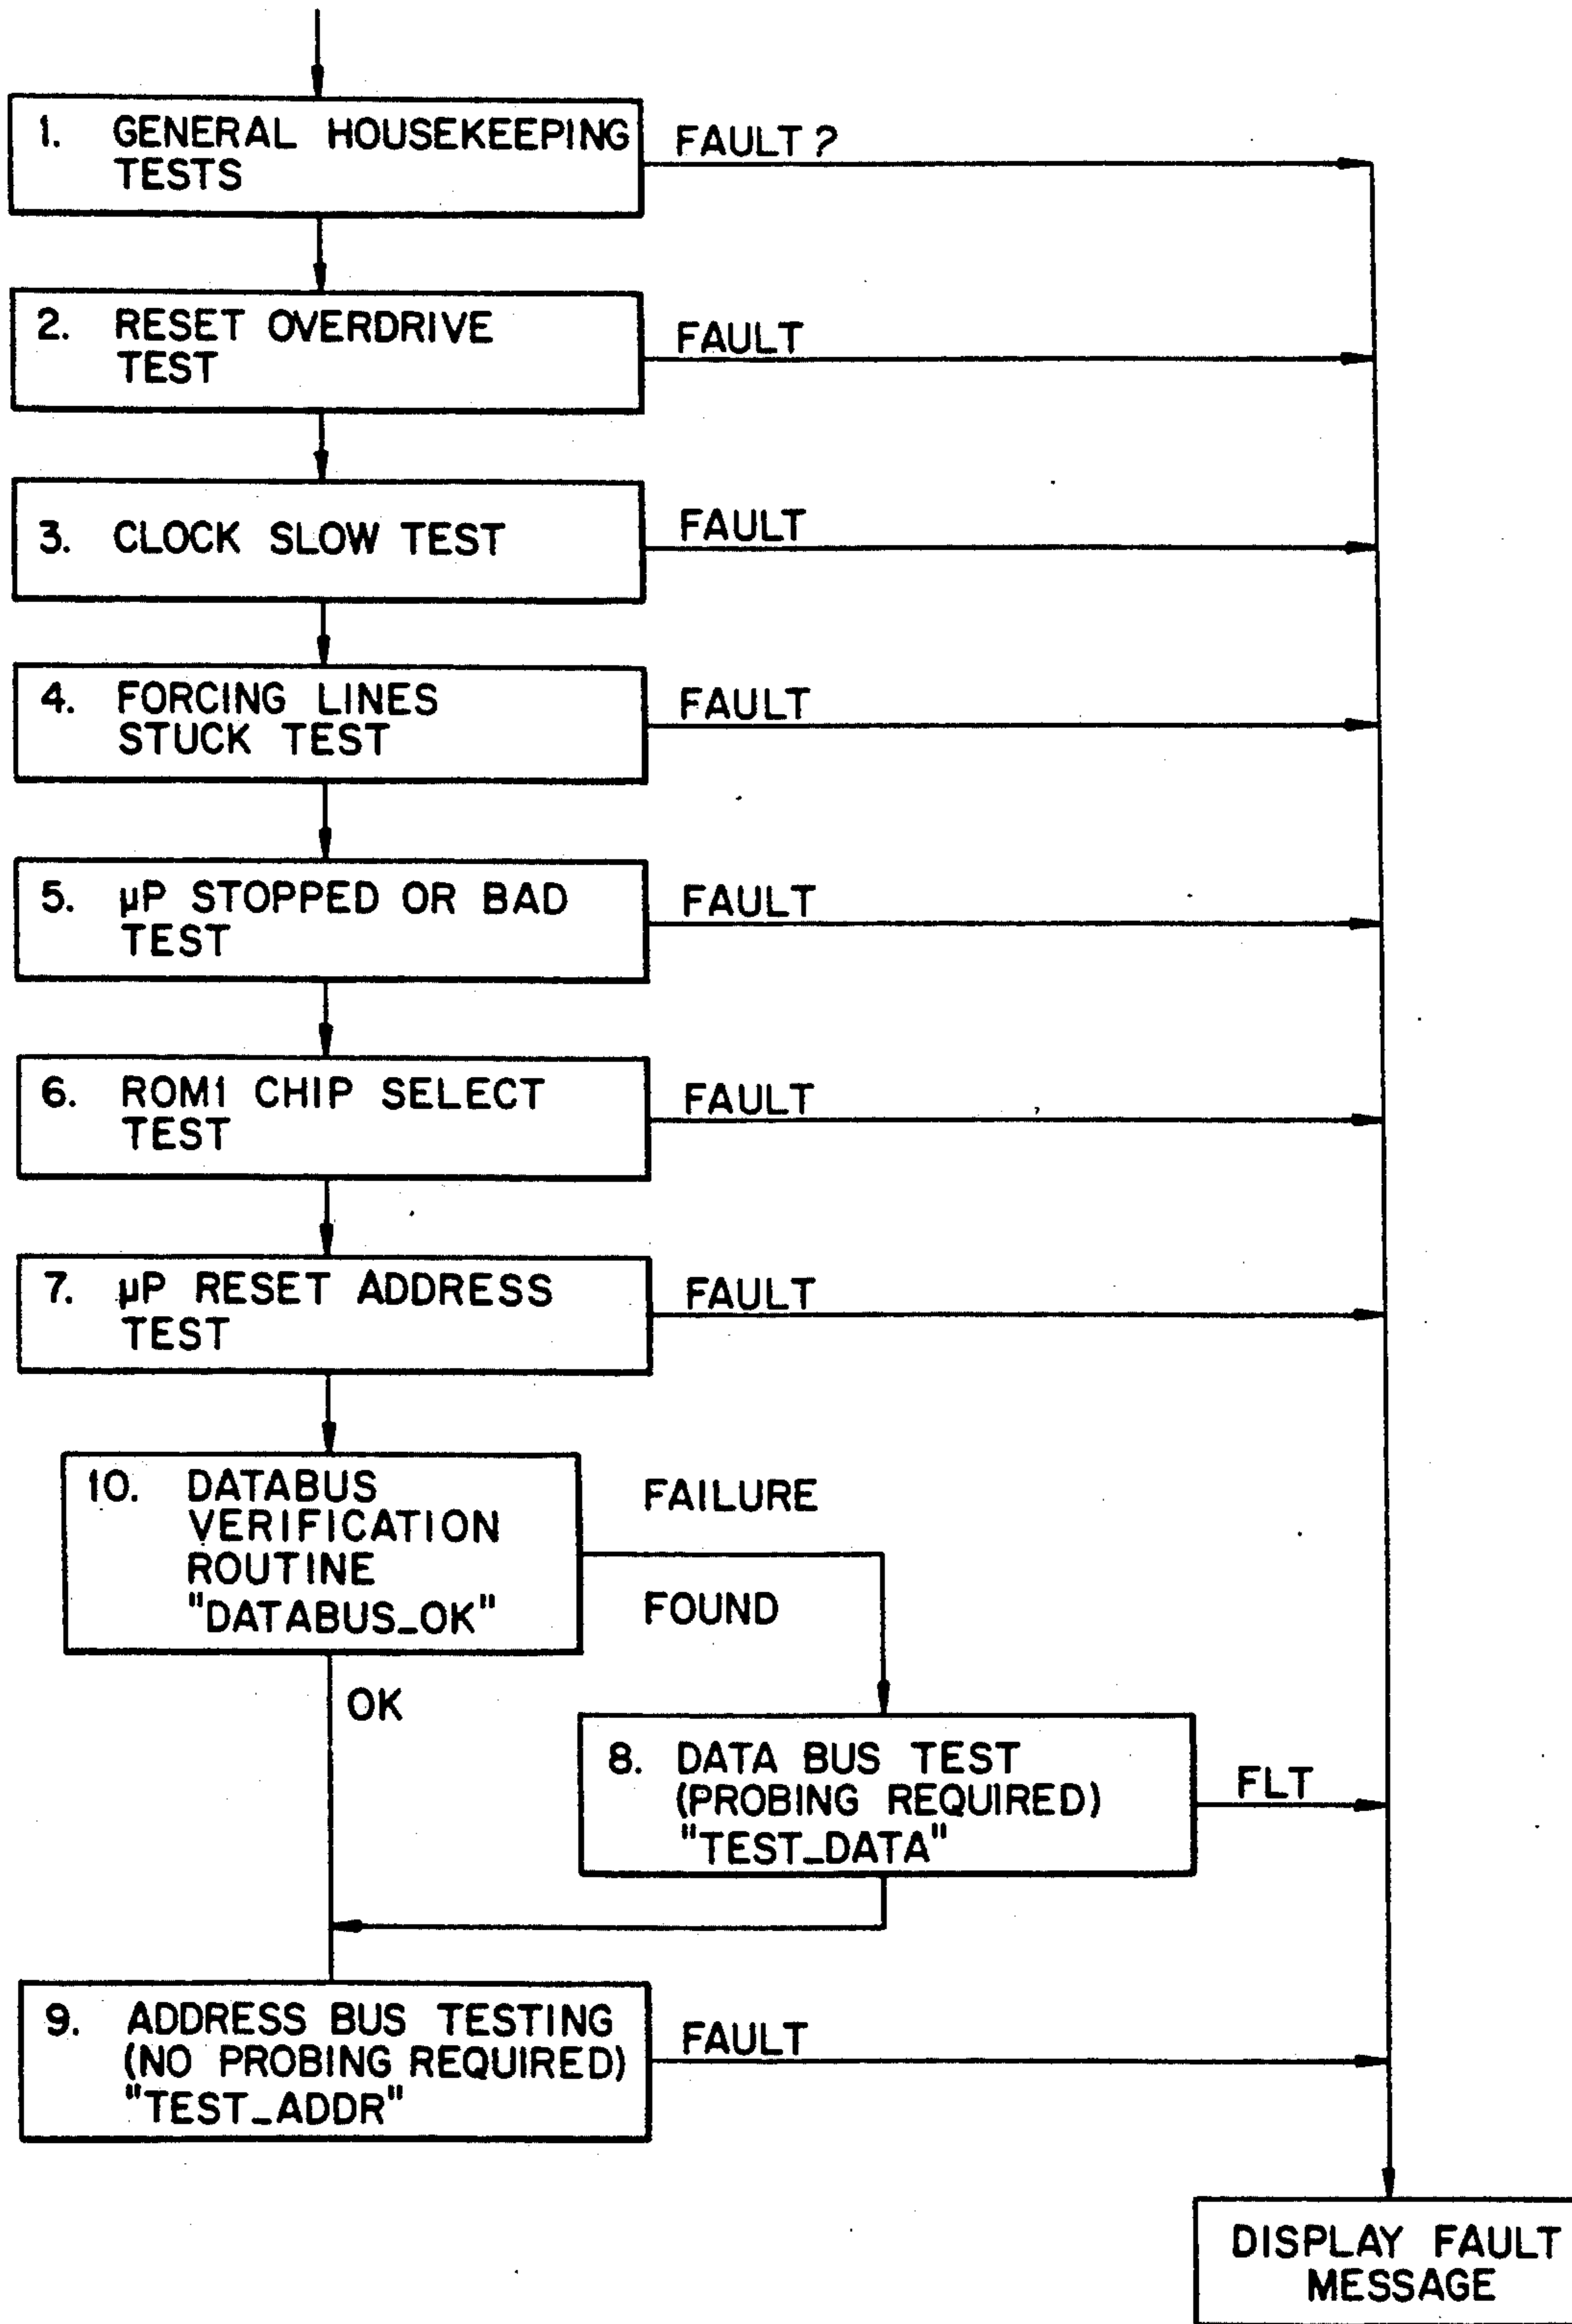 1. GENERAL HOUSEKEEPING
TESTS
FAULT?
2. RESET OVERDRIVE
TEST
FAULT
3. CLOCK SLOW TEST
FAULT
4. FORCING LINES
STUCK TEST
FAULT
5. µP STOPPED OR BAD
TEST
FAULT
6. ROM1 CHIP SELECT
TEST
FAULT
7. µP RESET ADDRESS
TEST
FAULT
10. DATABUS
VERIFICATION
ROUTINE
"DATABUS_OK"
FAILURE
FOUND
OK
8. DATA BUS TEST
(PROBING REQUIRED)
"TEST_DATA"
FLT
9. ADDRESS BUS TESTING
(NO PROBING REQUIRED)
"TEST_ADDR"
FAULT
DISPLAY FAULT
MESSAGE